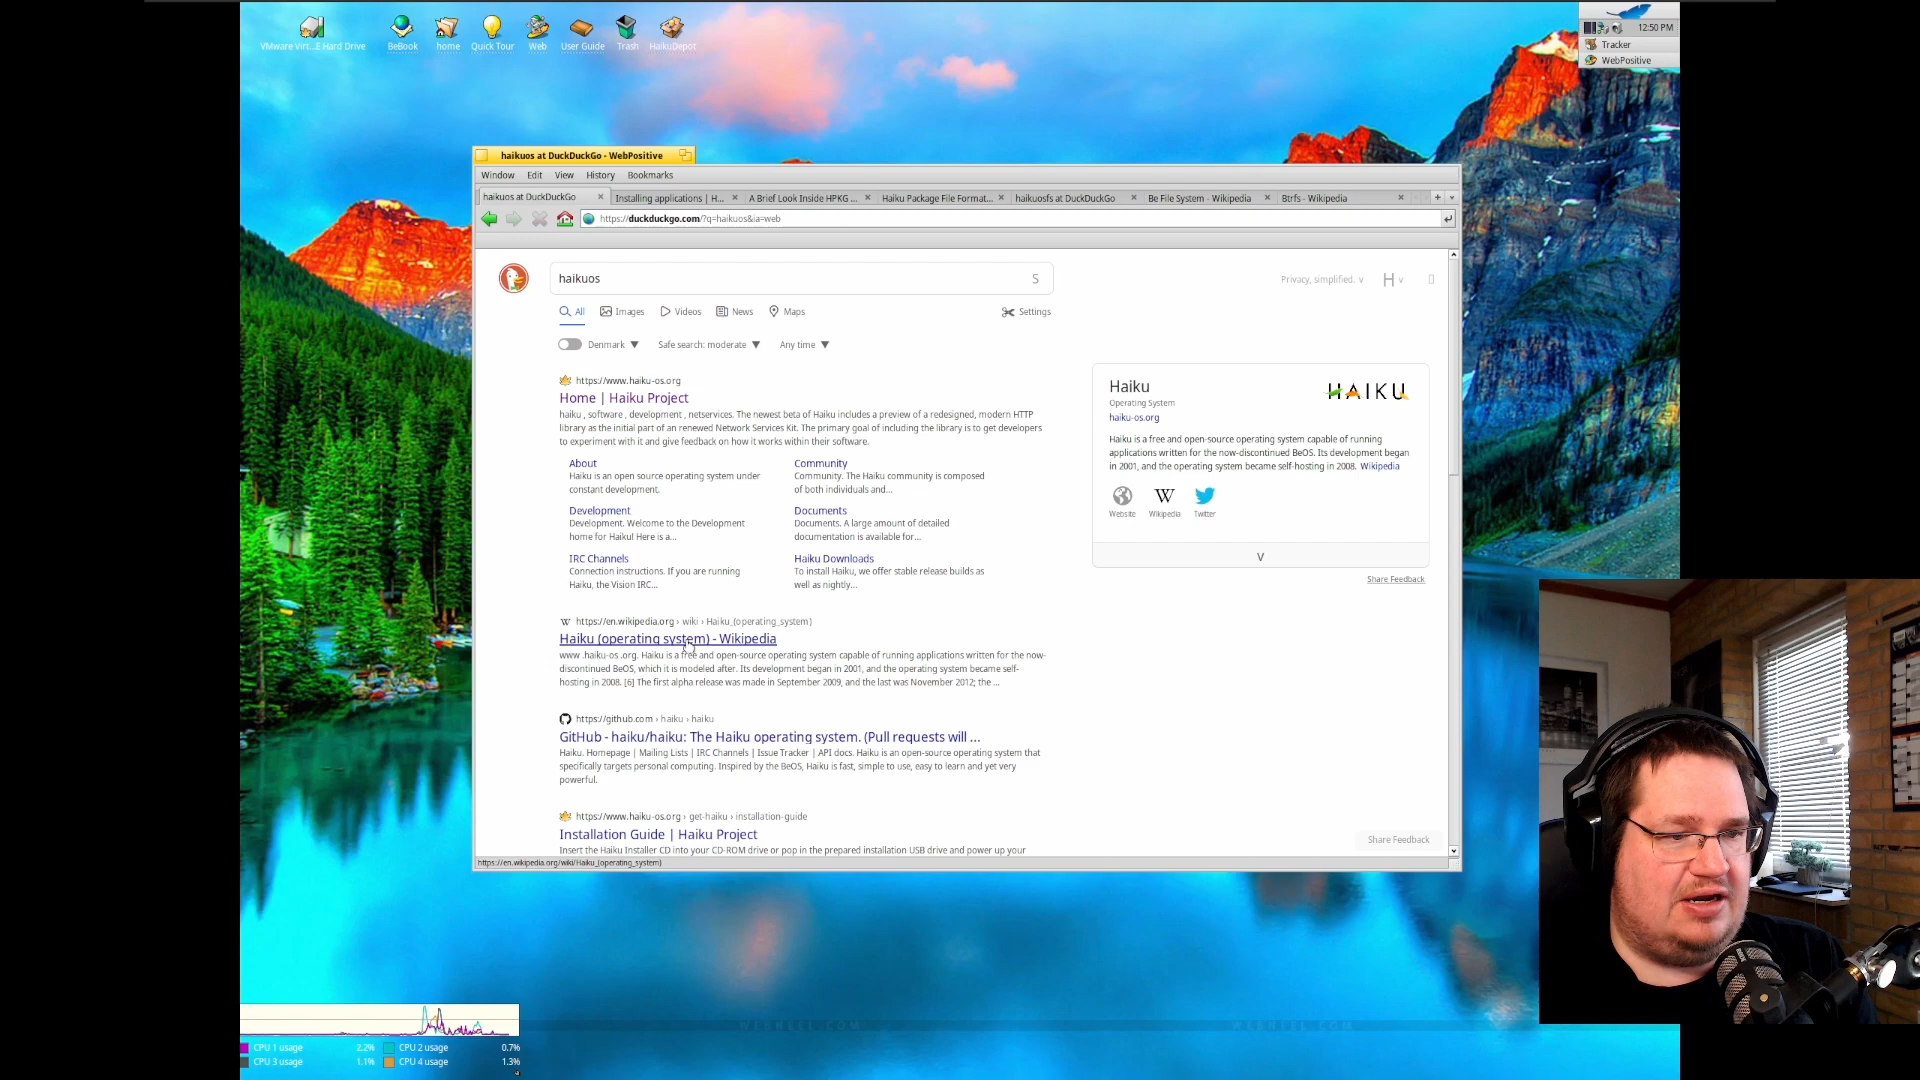 VMware Virt...E Hard Drive
BeBook
home
Quick Tour
Web
User Guide
Trash
HaikuDepot
12:50 PM
Tracker
WebPositive
haikuos at DuckDuckGo - WebPositive
Window Edit View History Bookmarks
haikuos at DuckDuckGo
Installing applications | H...
A Brief Look Inside HPKG ...
Haiku Package File Format...
haikuosfs at DuckDuckGo
Be File System - Wikipedia
Btrfs - Wikipedia
https://duckduckgo.com/?q=haikuos&ia=web
haikuos
S
Privacy, simplified. v
H v
All Images Videos News Maps
Settings
Denmark ▼ Safe search: moderate ▼ Any time ▼
https://www.haiku-os.org
Home | Haiku Project
haiku , software , development , netservices. The newest beta of Haiku includes a preview of a redesigned, modern HTTP
library as the initial part of an renewed Network Services Kit. The primary goal of including the library is to get developers
to experiment with it and give feedback on how it works within their software.
About
Haiku is an open source operating system under
constant development.
Community
Community. The Haiku community is composed
of both individuals and...
Development
Development. Welcome to the Development
home for Haiku! Here is a...
Documents
Documents. A large amount of detailed
documentation is available for...
IRC Channels
Connection instructions. If you are running
Haiku, the Vision IRC...
Haiku Downloads
To install Haiku, we offer stable release builds as
well as nightly...
W https://en.wikipedia.org › wiki › Haiku_(operating_system)
Haiku (operating system) - Wikipedia
www .haiku-os .org. Haiku is a free and open-source operating system capable of running applications written for the now-
discontinued BeOS, which it is modeled after. Its development began in 2001, and the operating system became self-
hosting in 2008. [6] The first alpha release was made in September 2009, and the last was November 2012; the ...
https://github.com › haiku › haiku
GitHub - haiku/haiku: The Haiku operating system. (Pull requests will ...
Haiku. Homepage | Mailing Lists | IRC Channels | Issue Tracker | API docs. Haiku is an open-source operating system that
specifically targets personal computing. Inspired by the BeOS, Haiku is fast, simple to use, easy to learn and yet very
powerful.
https://www.haiku-os.org › get-haiku › installation-guide
Installation Guide | Haiku Project
Insert the Haiku Installer CD into your CD-ROM drive or pop in the prepared installation USB drive and power up your
https://en.wikipedia.org/wiki/Haiku_(operating_system)
Haiku
Operating System
haiku-os.org
HAIKU
Haiku is a free and open-source operating system capable of running
applications written for the now-discontinued BeOS. Its development began
in 2001, and the operating system became self-hosting in 2008. Wikipedia
W
Website Wikipedia Twitter
v
Share Feedback
Share Feedback
CPU 1 usage 2.2% CPU 2 usage 0.7%
CPU 3 usage 1.1% CPU 4 usage 1.3%